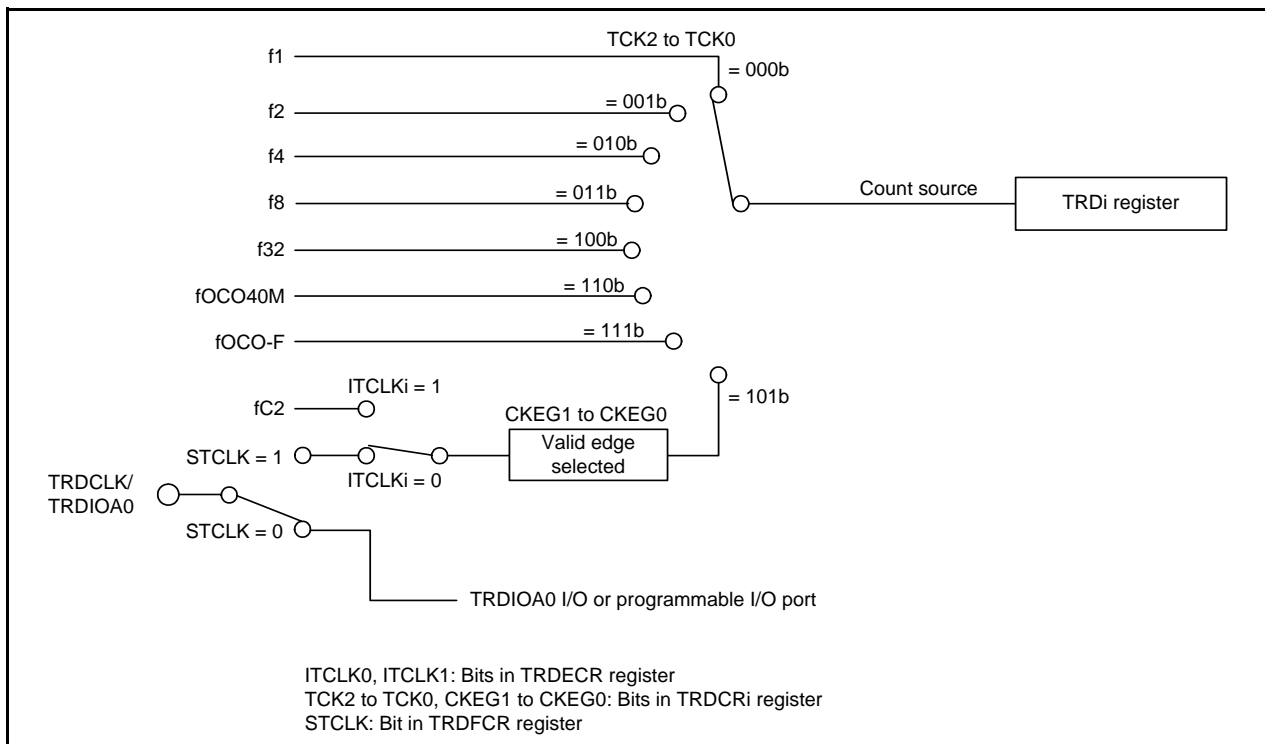 TCK2 to TCK0
f1
= 000b
f2
= 001b
f4
= 010b
f8
= 011b
Count source
TRDi register
f32
= 100b
fOCO40M
= 110b
fOCO-F
= 111b
ITCLKi = 1
= 101b
fC2
CKEG1 to CKEG0
Valid edge
selected
STCLK = 1
ITCLKi = 0
TRDCLK/
TRDIOA0
STCLK = 0
TRDIOA0 I/O or programmable I/O port
ITCLK0, ITCLK1: Bits in TRDECR register
TCK2 to TCK0, CKEG1 to CKEG0: Bits in TRDCRi register
STCLK: Bit in TRDFCR register